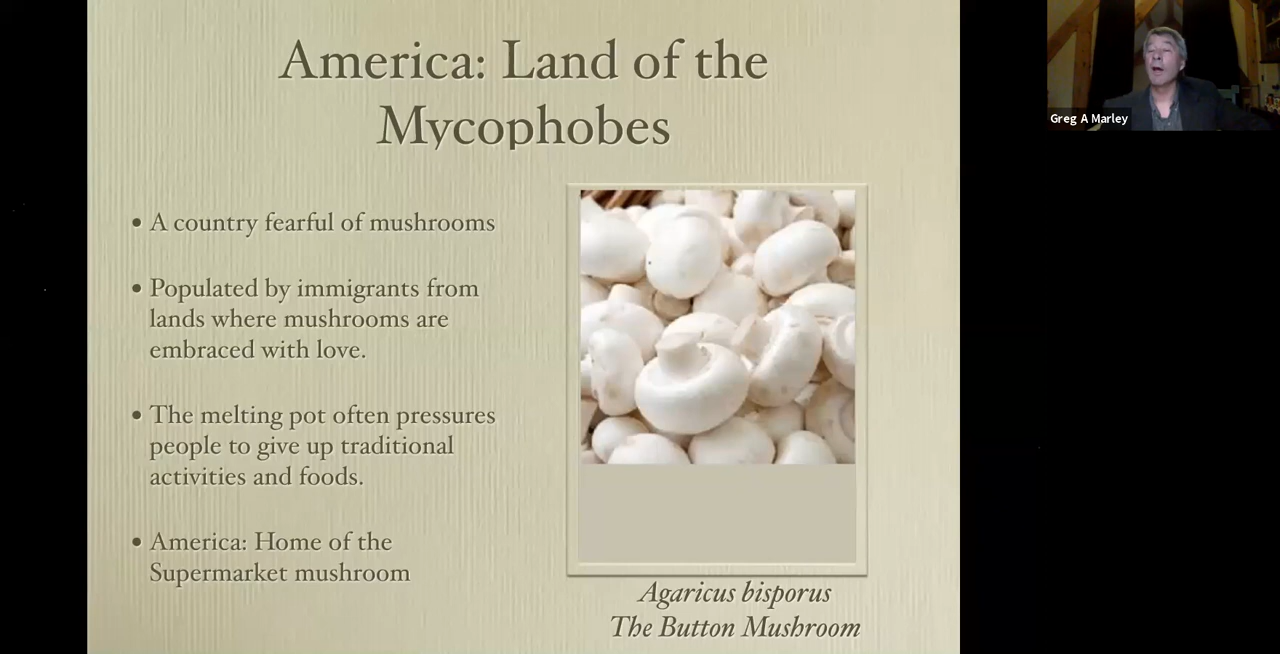 America: Land of the
Mycophobes
• A country fearful of mushrooms
• Populated by immigrants from
lands where mushrooms are
embraced with love.
• The melting pot often pressures
people to give up traditional
activities and foods.
• America: Home of the
Supermarket mushroom
Agaricus bisporus
The Button Mushroom
Greg A Marley